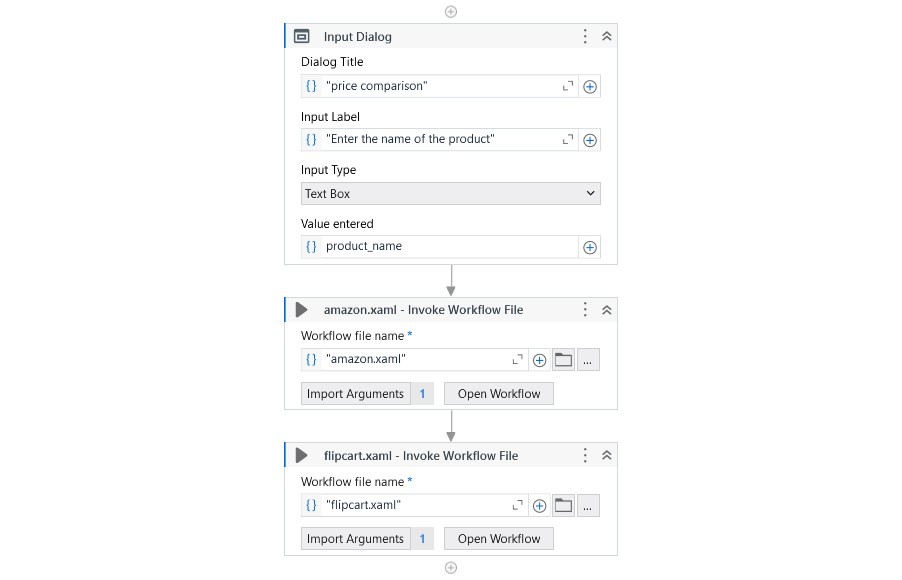 Input Dialog
Dialog Title
{} "price comparison"
Input Label
{} "Enter the name of the product"
Input Type
Text Box
Value entered
{} product_name
amazon.xaml - Invoke Workflow File
Workflow file name *
{} "amazon.xaml"
...
Import Arguments 1 Open Workflow
flipcart.xaml - Invoke Workflow File
Workflow file name *
{} "flipcart.xaml"
...
Import Arguments 1 Open Workflow